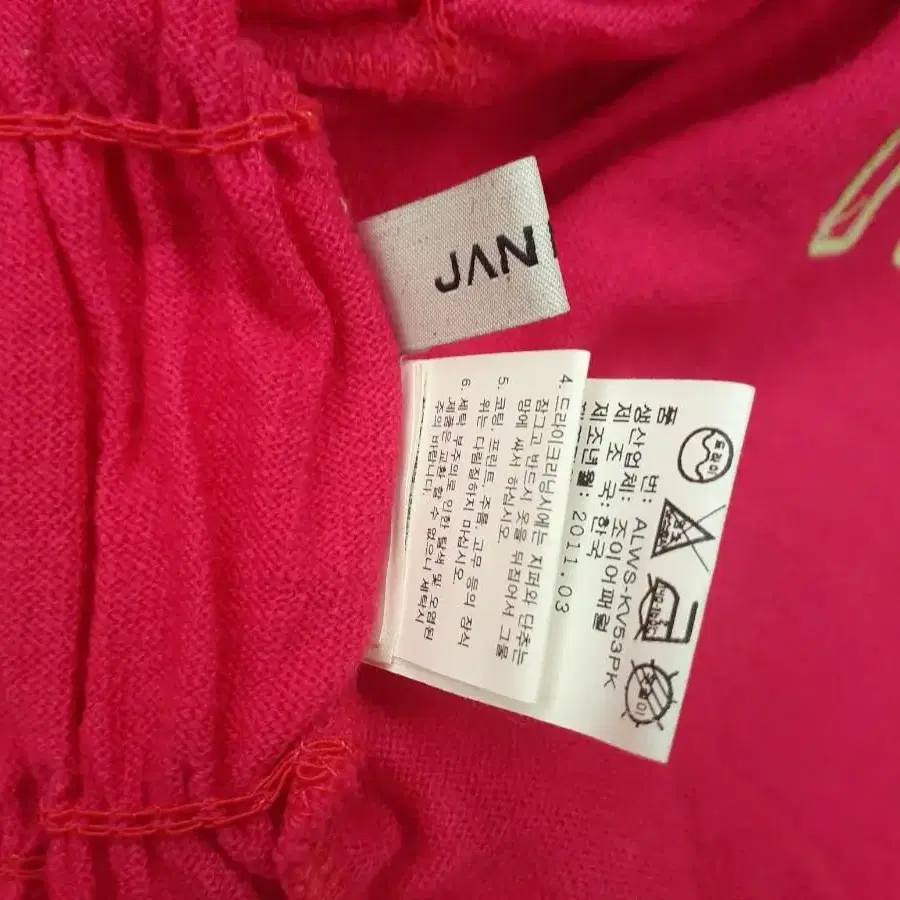 JAN
드라이
품 번: ALWS-KV53PK
생산업체: 조이어패럴
제 조 국: 한국
제조년월: 2011.03
4. 드라이크리닝시에는 지퍼와 단추는
잠그고 반드시 옷을 뒤집어서 그물
망에 싸서 하십시오.
5. 코팅, 프린트, 주름, 고무 등의 장식
위는 다림질하지 마십시오.
6. 세탁 부주의로 인한 탈색 및 오염된
제품은 교환 할 수 없으니 세탁시
주의 바랍니다.